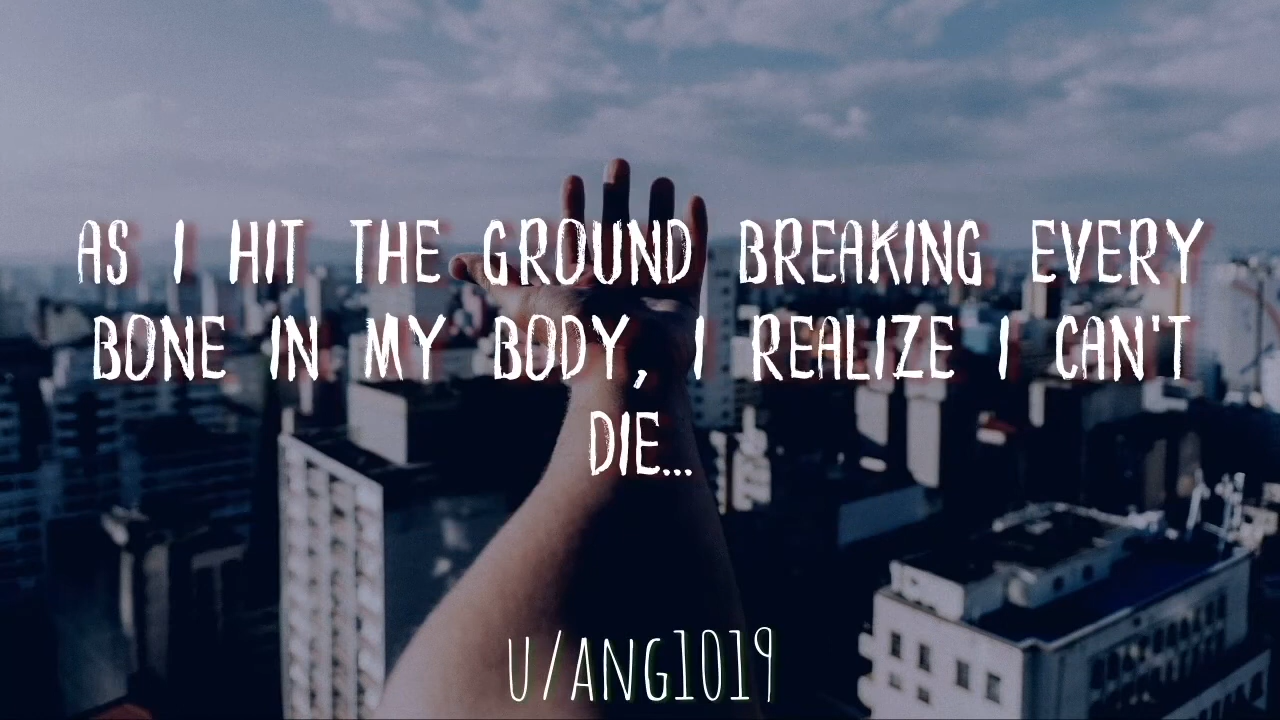 AS I HIT THE GROUND BREAKING EVERY
BONE IN MY BODY, I REALIZE I CAN'T
DIE...
U/ANG1019